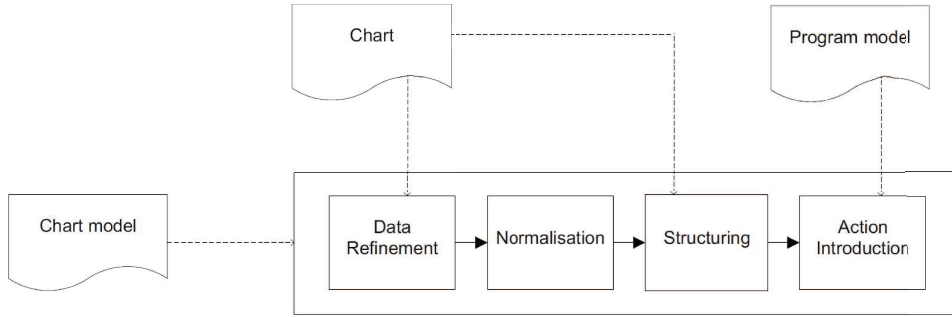 Chart
Program model
Chart model
Data
Refinement
Normalisation
Structuring
Action
Introduction